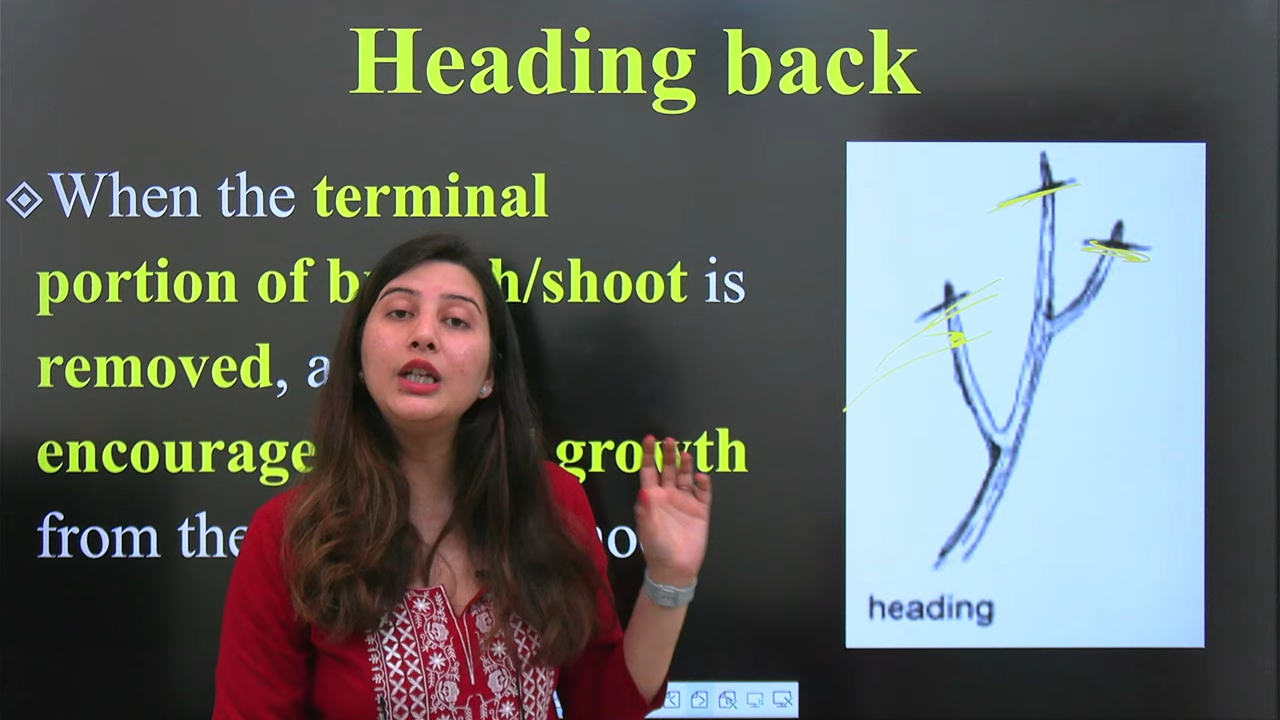 Heading back
When the terminal
portion of b h/shoot is
removed, a
encourage growth
from the
heading